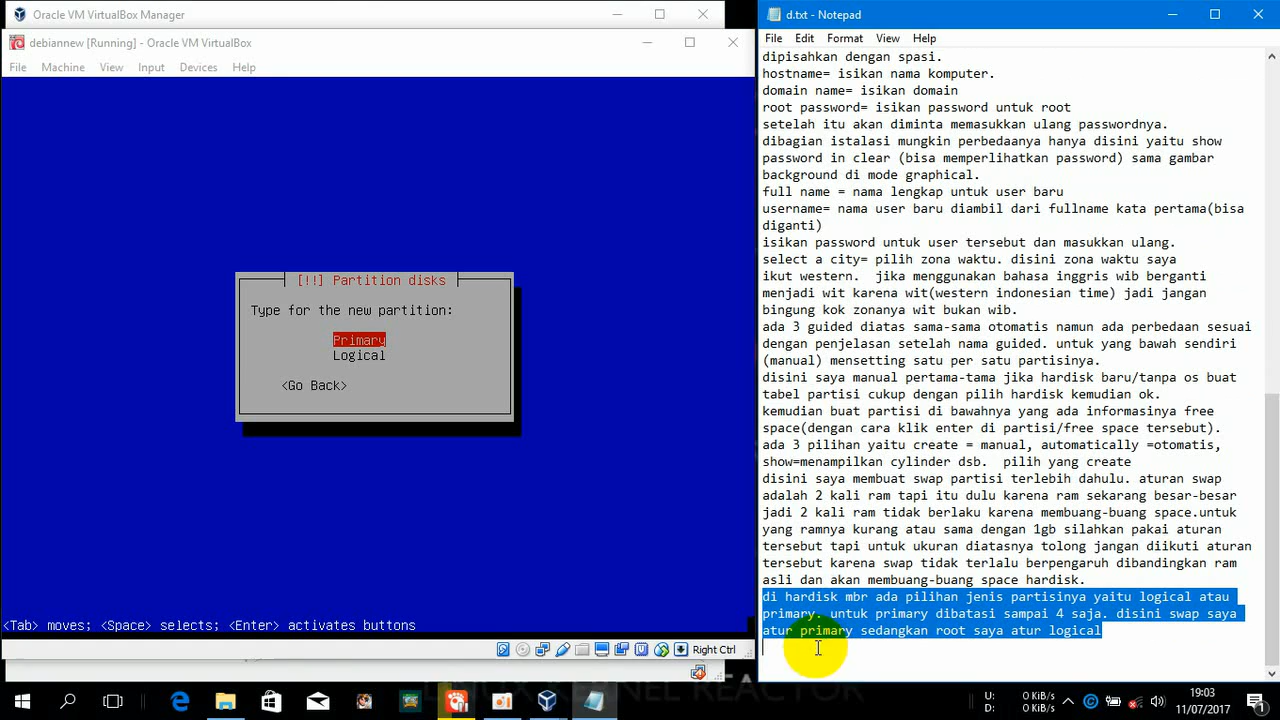 Oracle VM VirtualBox Manager
debiannew [Running] - Oracle VM VirtualBox
File Machine View Input Devices Help
[!!] Partition disks
Type for the new partition:
Primary
Logical
<Go Back>
<Tab> moves; <Space> selects; <Enter> activates buttons
Right Ctrl
d.txt - Notepad
File Edit Format View Help
dipisahkan dengan spasi.
hostname= isikan nama komputer.
domain name= isikan domain
root password= isikan password untuk root
setelah itu akan diminta memasukkan ulang passwordnya.
dibagian istalasi mungkin perbedaanya hanya disini yaitu show
password in clear (bisa memperlihatkan password) sama gambar
background di mode graphical.
full name = nama lengkap untuk user baru
username= nama user baru diambil dari fullname kata pertama(bisa
diganti)
isikan password untuk user tersebut dan masukkan ulang.
select a city= pilih zona waktu. disini zona waktu saya
ikut western.  jika menggunakan bahasa inggris wib berganti
menjadi wit karena wit(western indonesian time) jadi jangan
bingung kok zonanya wit bukan wib.
ada 3 guided diatas sama-sama otomatis namun ada perbedaan sesuai
dengan penjelasan setelah nama guided. untuk yang bawah sendiri
(manual) mensetting satu per satu partisinya.
disini saya manual pertama-tama jika hardisk baru/tanpa os buat
tabel partisi cukup dengan pilih hardisk kemudian ok.
kemudian buat partisi di bawahnya yang ada informasinya free
space(dengan cara klik enter di partisi/free space tersebut).
ada 3 pilihan yaitu create = manual, automatically =otomatis,
show=menampilkan cylinder dsb.  pilih yang create
disini saya membuat swap partisi terlebih dahulu. aturan swap
adalah 2 kali ram tapi itu dulu karena ram sekarang besar-besar
jadi 2 kali ram tidak berlaku karena membuang-buang space.untuk
yang ramnya kurang atau sama dengan 1gb silahkan pakai aturan
tersebut tapi untuk ukuran diatasnya tolong jangan diikuti aturan
tersebut karena swap tidak terlalu berpengaruh dibandingkan ram
asli dan akan membuang-buang space hardisk.
di hardisk mbr ada pilihan jenis partisinya yaitu logical atau
primary. untuk primary dibatasi sampai 4 saja. disini swap saya
atur primary sedangkan root saya atur logical
U: 0 KiB/s
D: 0 KiB/s
19:03
11/07/2017